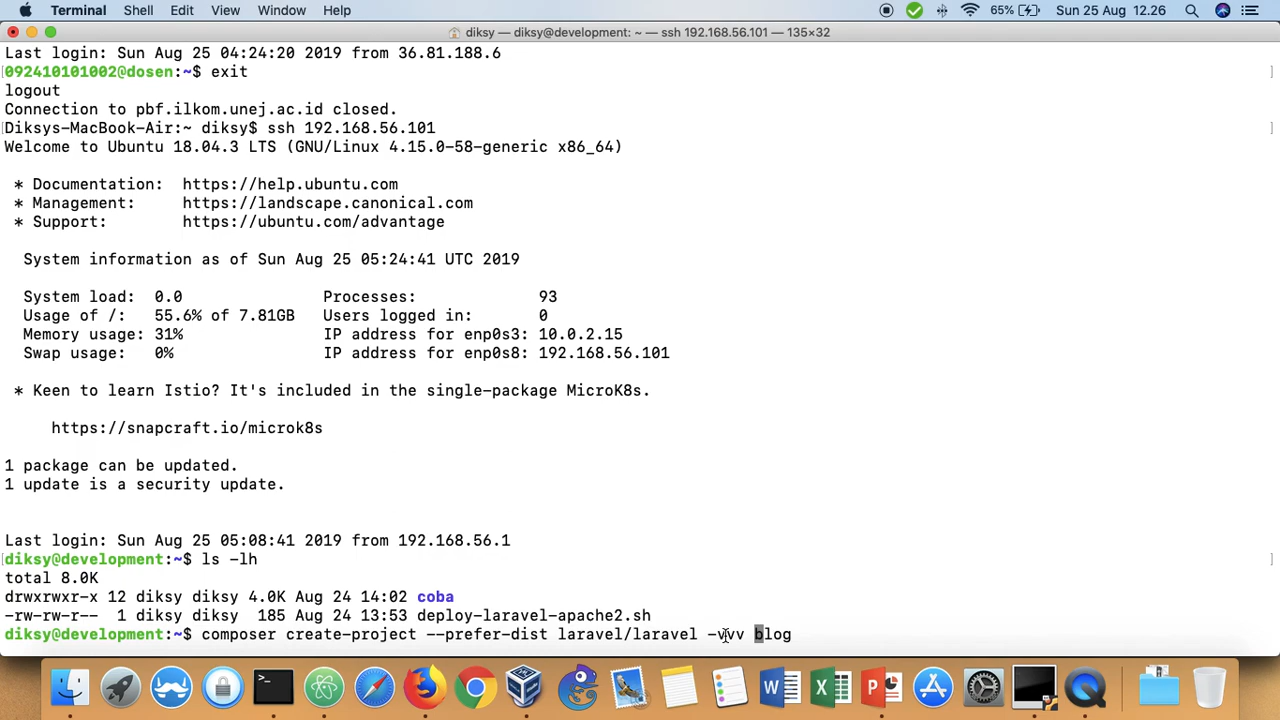 Terminal Shell Edit View Window Help 65% Sun 25 Aug 12.26
diksy — diksy@development: ~ — ssh 192.168.56.101 — 135×32
Last login: Sun Aug 25 04:24:20 2019 from 36.81.188.6
092410101002@dosen:~$ exit
logout
Connection to pbf.ilkom.unej.ac.id closed.
Diksys-MacBook-Air:~ diksy$ ssh 192.168.56.101
Welcome to Ubuntu 18.04.3 LTS (GNU/Linux 4.15.0-58-generic x86_64)
* Documentation: https://help.ubuntu.com
* Management: https://landscape.canonical.com
* Support: https://ubuntu.com/advantage
System information as of Sun Aug 25 05:24:41 UTC 2019
System load: 0.0 Processes: 93
Usage of /: 55.6% of 7.81GB Users logged in: 0
Memory usage: 31% IP address for enp0s3: 10.0.2.15
Swap usage: 0% IP address for enp0s8: 192.168.56.101
* Keen to learn Istio? It's included in the single-package MicroK8s.
https://snapcraft.io/microk8s
1 package can be updated.
1 update is a security update.
Last login: Sun Aug 25 05:08:41 2019 from 192.168.56.1
diksy@development:~$ ls -lh
total 8.0K
drwxrwxr-x 12 diksy diksy 4.0K Aug 24 14:02 coba
-rw-rw-r-- 1 diksy diksy 185 Aug 24 13:53 deploy-laravel-apache2.sh
diksy@development:~$ composer create-project --prefer-dist laravel/laravel -vvv blog